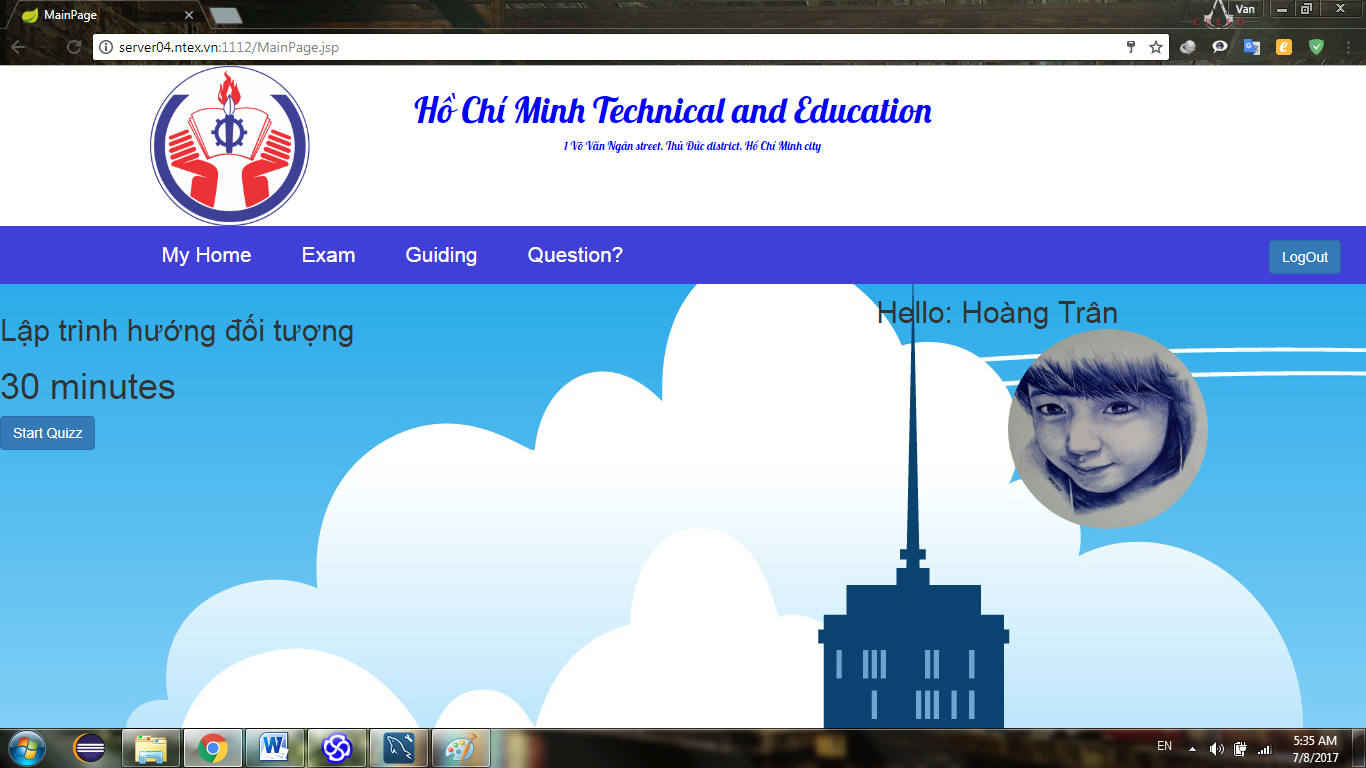 MainPage
Van
server04.ntex.vn:1112/MainPage.jsp
Hồ Chí Minh Technical and Education
1 Võ Văn Ngân street, Thủ Đức district, Hồ Chí Minh city
My Home Exam Guiding Question? LogOut
Hello: Hoàng Trân
Lập trình hướng đối tượng
30 minutes
Start Quizz
EN
5:35 AM
7/8/2017